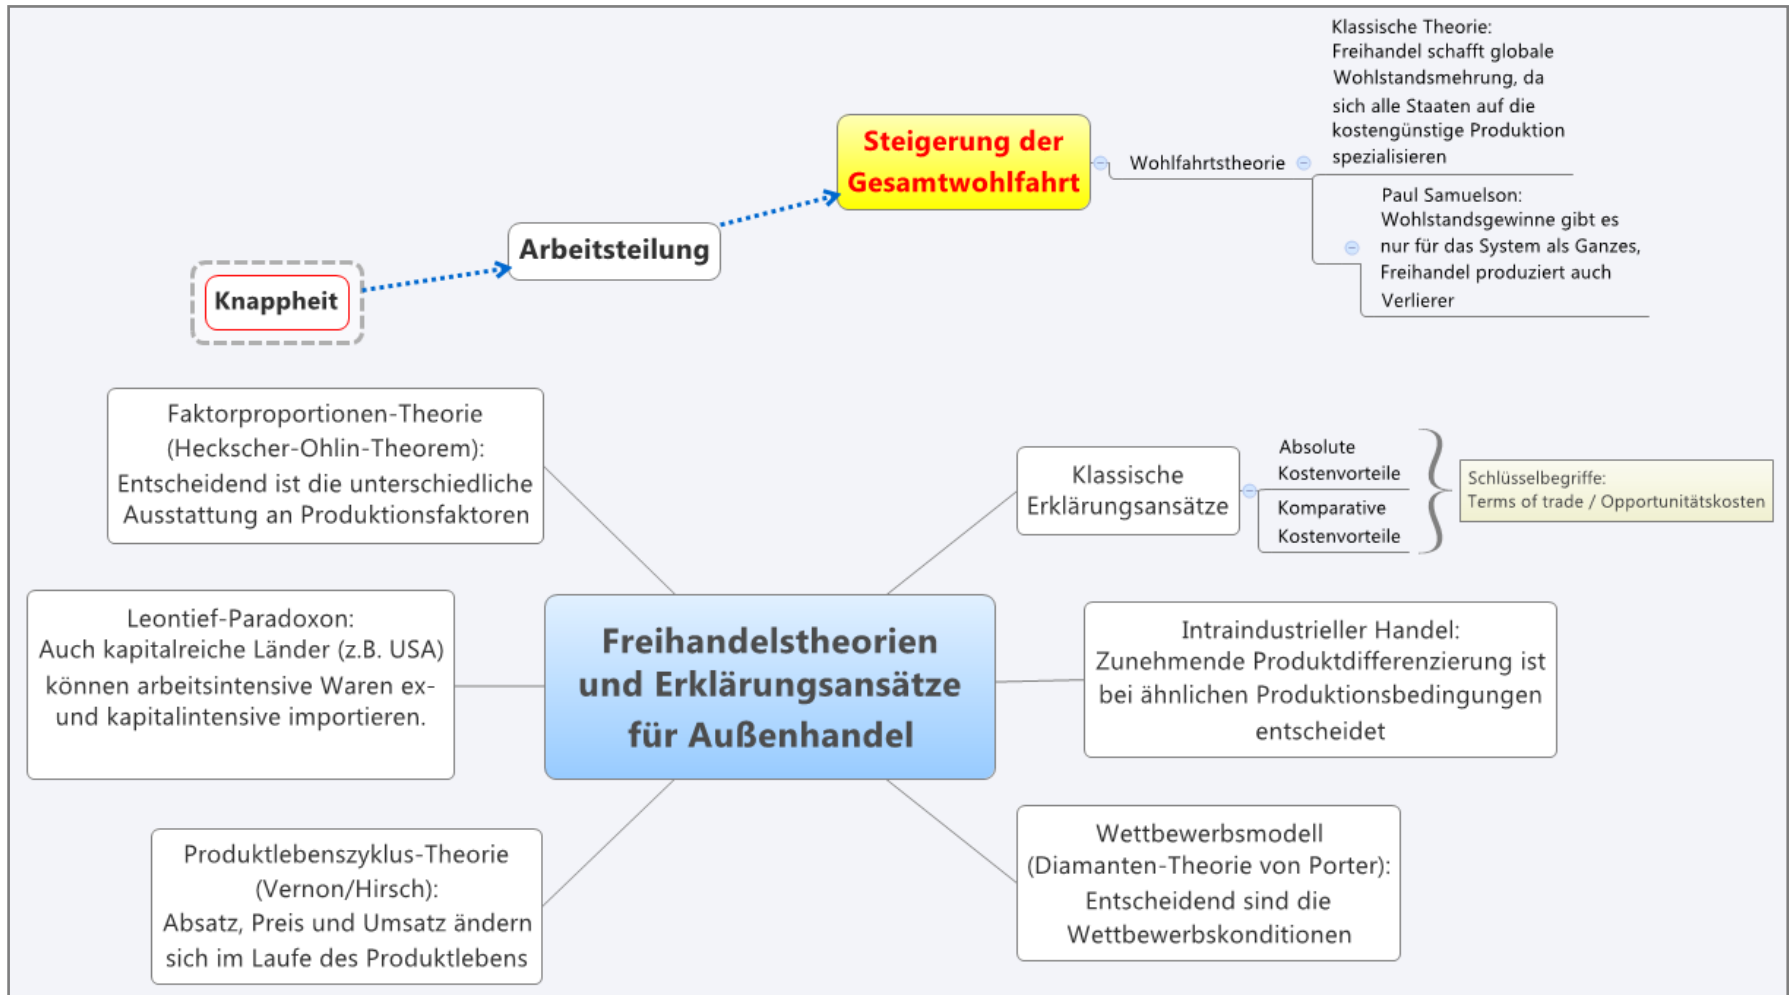 Klassische Theorie:
Freihandel schafft globale
Wohlstandsmehrung, da
sich alle Staaten auf die
kostengünstige Produktion
spezialisieren
Steigerung der
Gesamtwohlfahrt
Wohlfahrtstheorie
Paul Samuelson:
Wohlstandsgewinne gibt es
nur für das System als Ganzes,
Freihandel produziert auch
Verlierer
Arbeitsteilung
Knappheit
Faktorproportionen-Theorie
(Heckscher-Ohlin-Theorem):
Entscheidend ist die unterschiedliche
Ausstattung an Produktionsfaktoren
Klassische
Erklärungsansätze
Absolute
Kostenvorteile
Komparative
Kostenvorteile
Schlüsselbegriffe:
Terms of trade / Opportunitätskosten
Leontief-Paradoxon:
Auch kapitalreiche Länder (z.B. USA)
können arbeitsintensive Waren ex-
und kapitalintensive importieren.
Freihandelstheorien
und Erklärungsansätze
für Außenhandel
Intraindustrieller Handel:
Zunehmende Produktdifferenzierung ist
bei ähnlichen Produktionsbedingungen
entscheidet
Produktlebenszyklus-Theorie
(Vernon/Hirsch):
Absatz, Preis und Umsatz ändern
sich im Laufe des Produktlebens
Wettbewerbsmodell
(Diamanten-Theorie von Porter):
Entscheidend sind die
Wettbewerbskonditionen